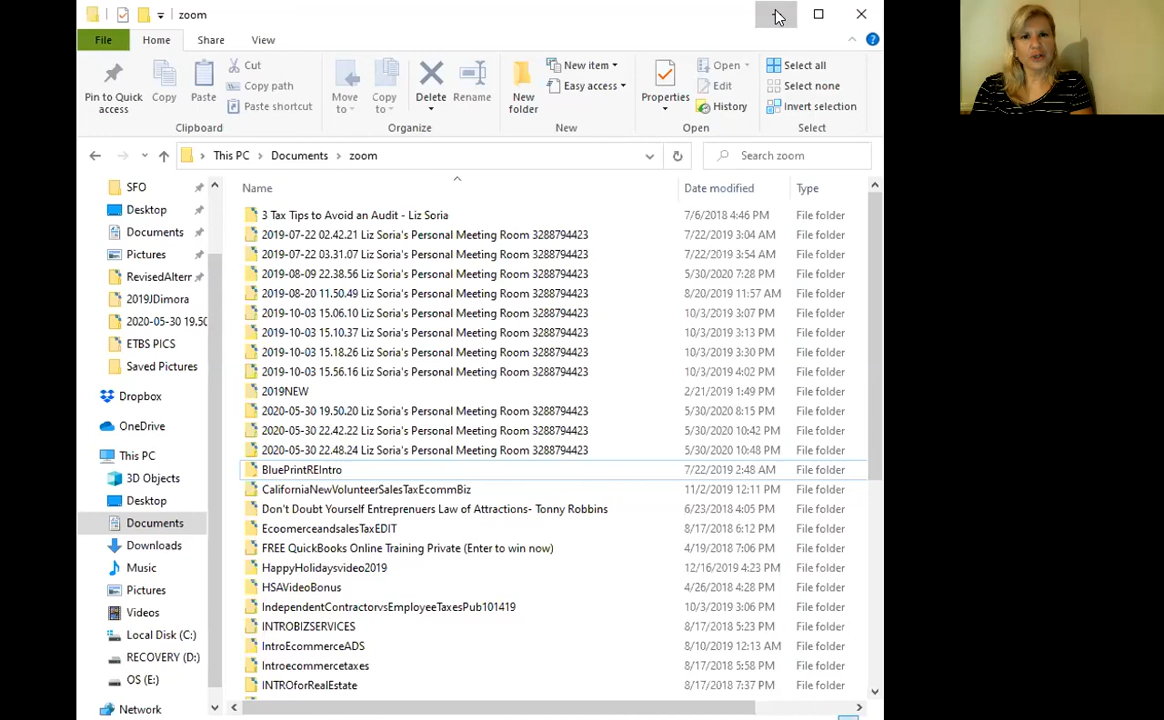 zoom
File Home Share View
Pin to Quick access
Copy
Paste
Cut
Copy path
Paste shortcut
Clipboard
Move to
Copy to
Delete
Rename
Organize
New folder
New item
Easy access
New
Properties
Open
Edit
History
Open
Select all
Select none
Invert selection
Select
This PC > Documents > zoom
Search zoom
SFO
Desktop
Documents
Pictures
RevisedAltern
2019JDimora
2020-05-30 19.50
ETBS PICS
Saved Pictures
Dropbox
OneDrive
This PC
3D Objects
Desktop
Documents
Downloads
Music
Pictures
Videos
Local Disk (C:)
RECOVERY (D:)
OS (E:)
Network
Name Date modified Type
3 Tax Tips to Avoid an Audit - Liz Soria 7/6/2018 4:46 PM File folder
2019-07-22 02.42.21 Liz Soria's Personal Meeting Room 3288794423 7/22/2019 3:04 AM File folder
2019-07-22 03.31.07 Liz Soria's Personal Meeting Room 3288794423 7/22/2019 3:54 AM File folder
2019-08-09 22.38.56 Liz Soria's Personal Meeting Room 3288794423 5/30/2020 7:28 PM File folder
2019-08-20 11.50.49 Liz Soria's Personal Meeting Room 3288794423 8/20/2019 11:57 AM File folder
2019-10-03 15.06.10 Liz Soria's Personal Meeting Room 3288794423 10/3/2019 3:07 PM File folder
2019-10-03 15.10.37 Liz Soria's Personal Meeting Room 3288794423 10/3/2019 3:13 PM File folder
2019-10-03 15.18.26 Liz Soria's Personal Meeting Room 3288794423 10/3/2019 3:30 PM File folder
2019-10-03 15.56.16 Liz Soria's Personal Meeting Room 3288794423 10/3/2019 4:02 PM File folder
2019NEW 2/21/2019 1:49 PM File folder
2020-05-30 19.50.20 Liz Soria's Personal Meeting Room 3288794423 5/30/2020 8:15 PM File folder
2020-05-30 22.42.22 Liz Soria's Personal Meeting Room 3288794423 5/30/2020 10:42 PM File folder
2020-05-30 22.48.24 Liz Soria's Personal Meeting Room 3288794423 5/30/2020 10:48 PM File folder
BluePrintREIntro 7/22/2019 2:48 AM File folder
CaliforniaNewVolunteerSalesTaxEcommBiz 11/2/2019 12:11 PM File folder
Don't Doubt Yourself Entreprenuers Law of Attractions- Tonny Robbins 6/23/2018 4:05 PM File folder
EcoomerceandsalesTaxEDIT 8/17/2018 6:12 PM File folder
FREE QuickBooks Online Training Private (Enter to win now) 4/19/2018 7:06 PM File folder
HappyHolidaysvideo2019 12/16/2019 4:23 PM File folder
HSAVideoBonus 4/26/2018 4:28 PM File folder
IndependentContractorvsEmployeeTaxesPub101419 10/3/2019 3:06 PM File folder
INTROBIZSERVICES 8/17/2018 5:23 PM File folder
IntroEcommerceADS 8/10/2019 12:13 AM File folder
Introecommercetaxes 8/17/2018 5:58 PM File folder
INTROforRealEstate 8/17/2018 7:37 PM File folder